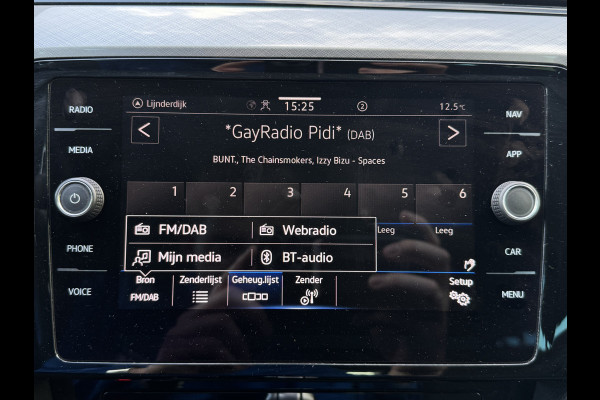 RADIO
MEDIA
PHONE
VOICE
Lijnderdijk 15:25 2 12.5°C
*GayRadio Pidi* (DAB)
BUNT., The Chainsmokers, Izzy Bizu - Spaces
1 2 3 4 5 6
FM/DAB Webradio
Mijn media BT-audio
Leeg Leeg
Bron Zenderlijst Geheug.lijst Zender Setup
FM/DAB
NAV
APP
CAR
MENU